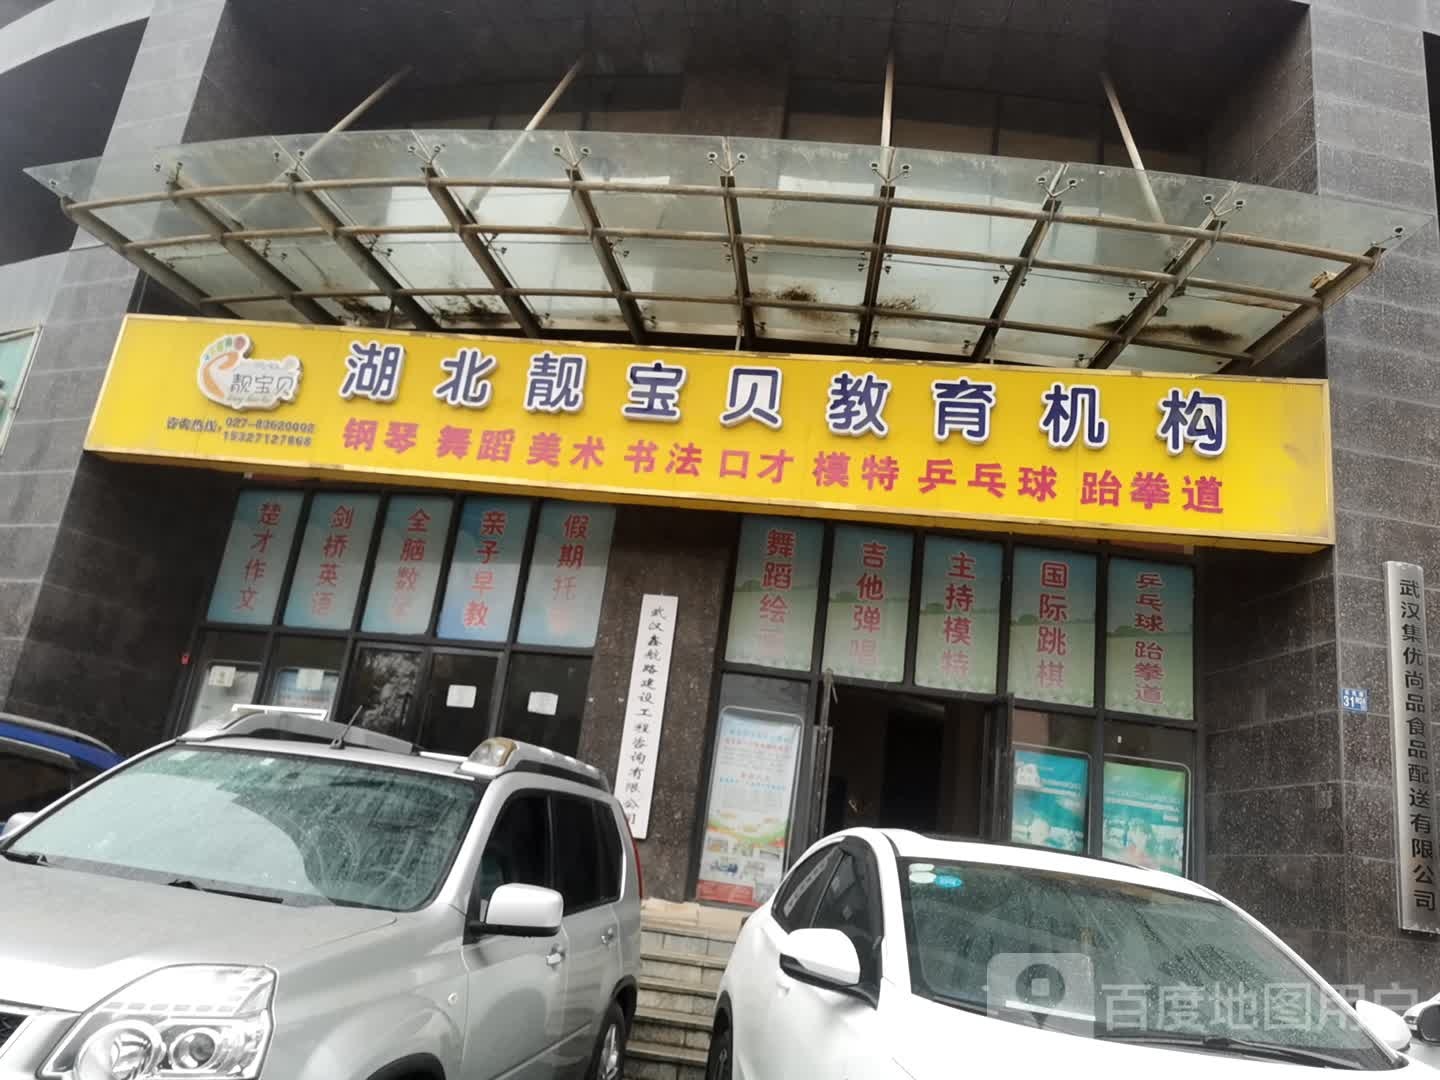 湖北靓宝贝教育机构
靓宝贝
咨询热线：027-83620098
15327127868
钢琴 舞蹈 美术 书法 口才 模特 乒乓球 跆拳道
楚才作文
剑桥英语
全脑数学
亲子早教
假期托
舞蹈绘
吉他弹唱
主持模特
国际跳棋
乒乓球 跆拳道
武汉鑫航路建设工程咨询有限公司
31
武汉集优尚品食品配送有限公司
百度地图用户